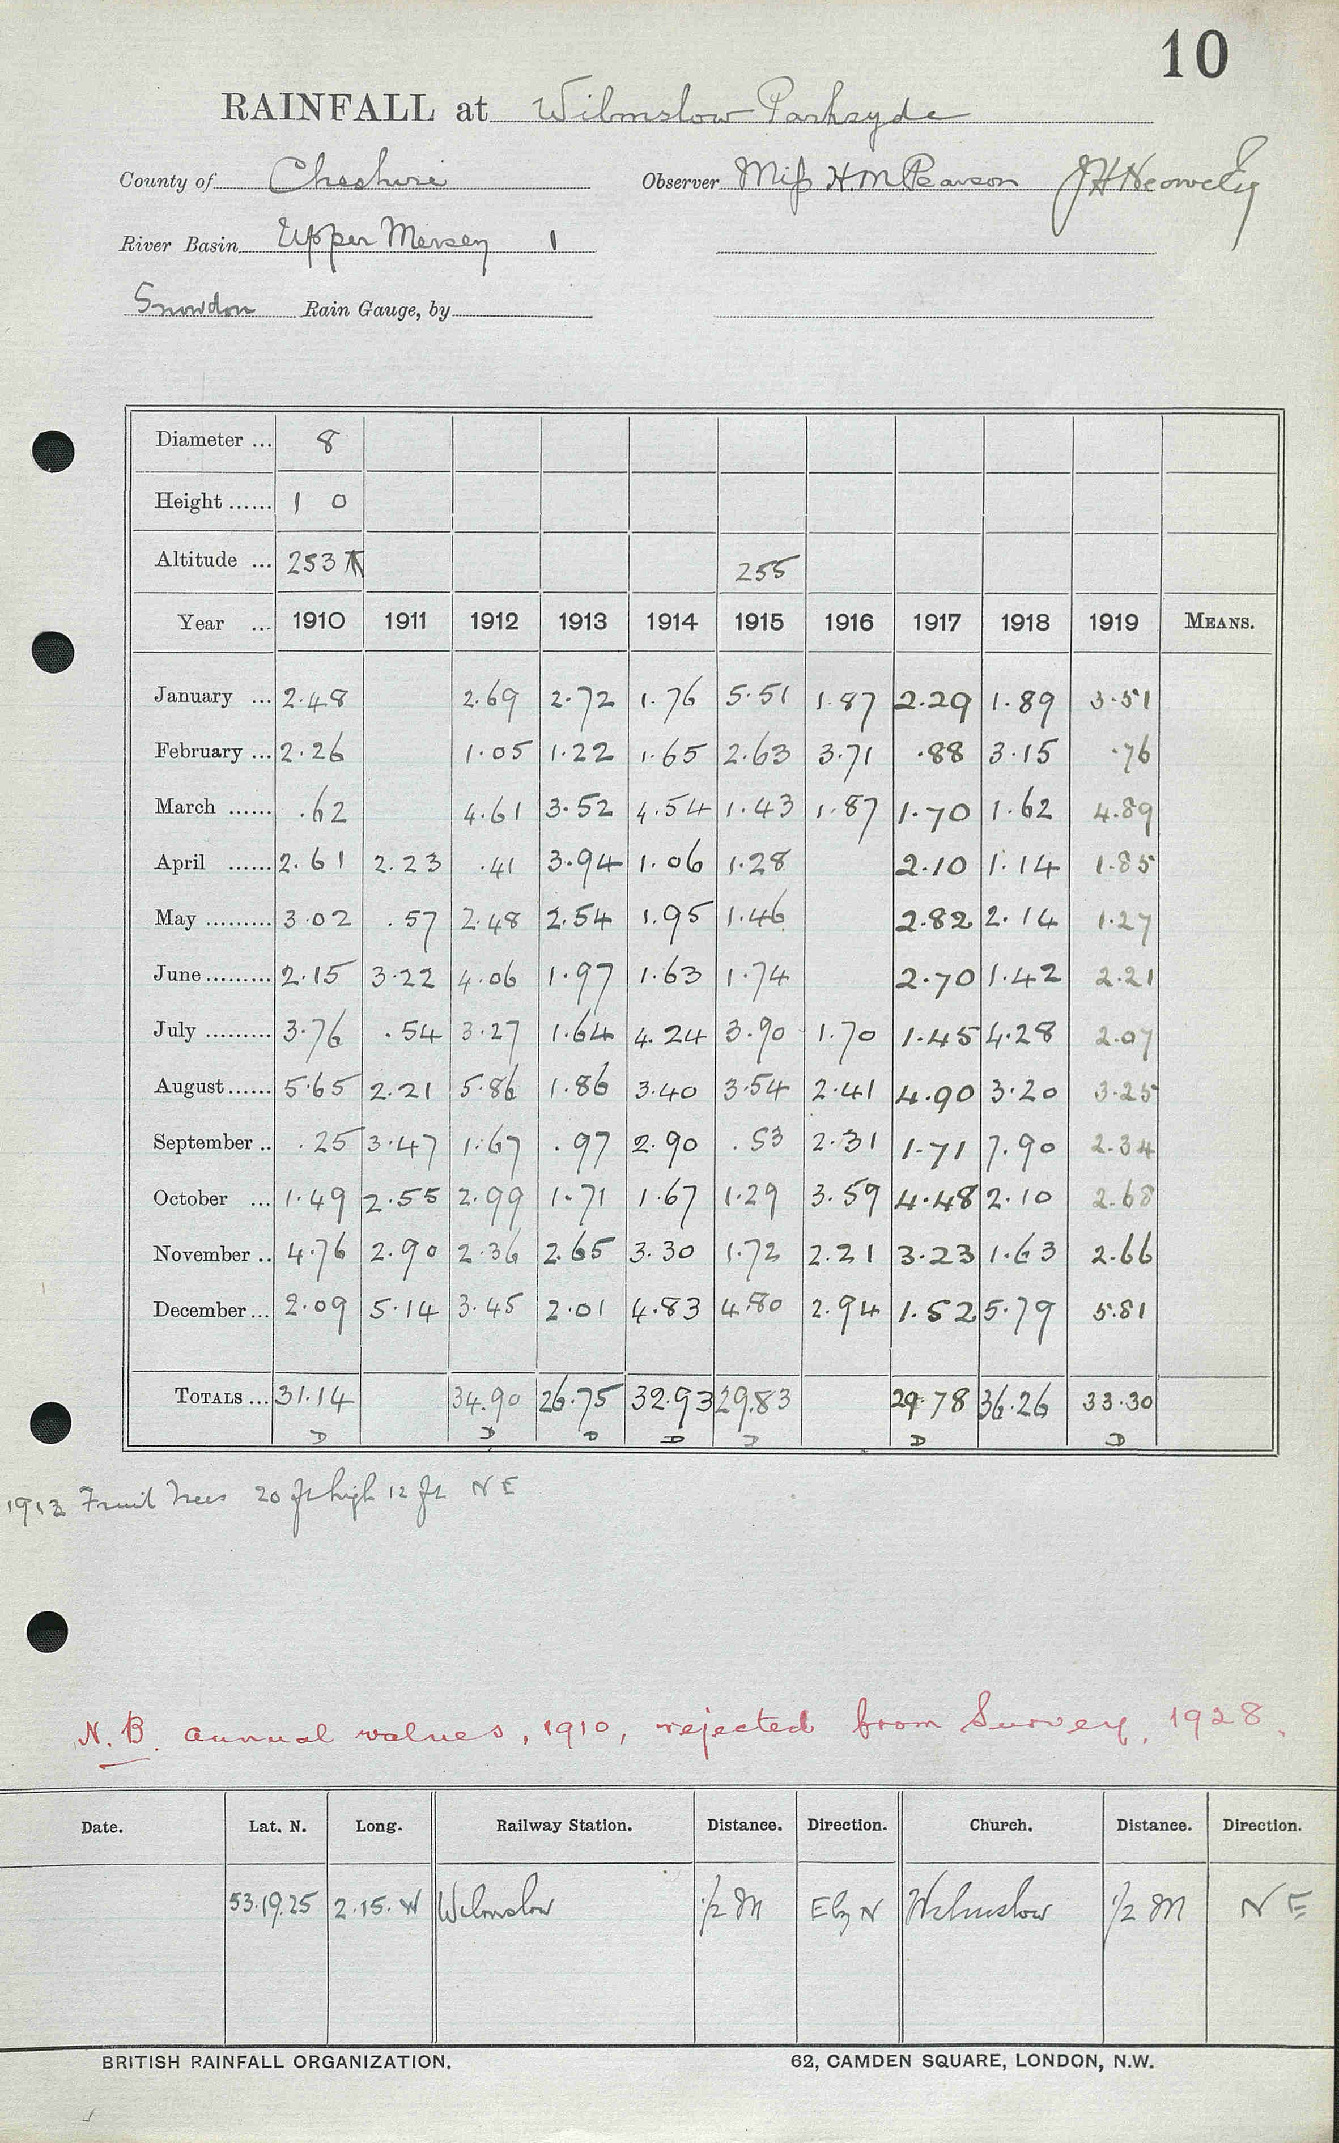 10
RAINFALL at Wilmslow Parksyde
County of Cheshire Observer Miss H M Pearson
River Basin Upper Mersey 1
Snowdon Rain Gauge, by
Diameter ... 8
Height ...... 1 0
Altitude ... 253 255
Year ... 1910 1911 1912 1913 1914 1915 1916 1917 1918 1919 MEANS.
January ... 2.48 2.69 2.72 1.76 5.51 1.87 2.29 1.89 3.51
February ... 2.26 1.05 1.22 1.65 2.63 3.71 .88 3.15 .76
March ...... .62 4.61 3.52 4.54 1.43 1.87 1.70 1.62 4.89
April ...... 2.61 2.23 .41 3.94 1.06 1.28 2.10 1.14 1.85
May ......... 3.02 .57 2.48 2.54 1.95 1.46 2.82 2.14 1.27
June ......... 2.15 3.22 4.06 1.97 1.63 1.74 2.70 1.42 2.21
July ......... 3.76 .54 3.27 1.64 4.24 3.90 1.70 1.45 4.28 2.07
August ...... 5.65 2.21 5.86 1.86 3.40 3.54 2.41 4.90 3.20 3.25
September .. .25 3.47 1.67 .97 2.90 .53 2.31 1.71 7.90 2.34
October ... 1.49 2.55 2.99 1.71 1.67 1.29 3.59 4.48 2.10 2.68
November .. 4.76 2.90 2.36 2.65 3.30 1.72 2.21 3.23 1.63 2.66
December ... 2.09 5.14 3.45 2.01 4.83 4.80 2.94 1.52 5.79 5.81
TOTALS ... 31.14 34.90 26.75 32.93 29.83 29.78 36.26 33.30
D D D D D D D
1913 Fruit Trees 20 ft high 12 ft NE
N.B. annual values, 1910, rejected from Survey, 1928.
Date. Lat. N. Long. Railway Station. Distance. Direction. Church. Distance. Direction.
53.19.25 2.15.W Wilmslow 1/2 M E by N Wilmslow 1/2 M NE
BRITISH RAINFALL ORGANIZATION. 62, CAMDEN SQUARE, LONDON, N.W.